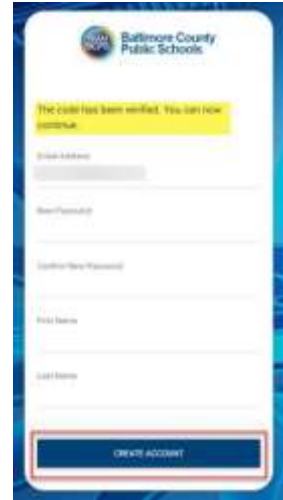 Baltimore County
Public Schools
The code has been verified. You can now
continue.
Email Address
New Password
Confirm New Password
First Name
Last Name
CREATE ACCOUNT